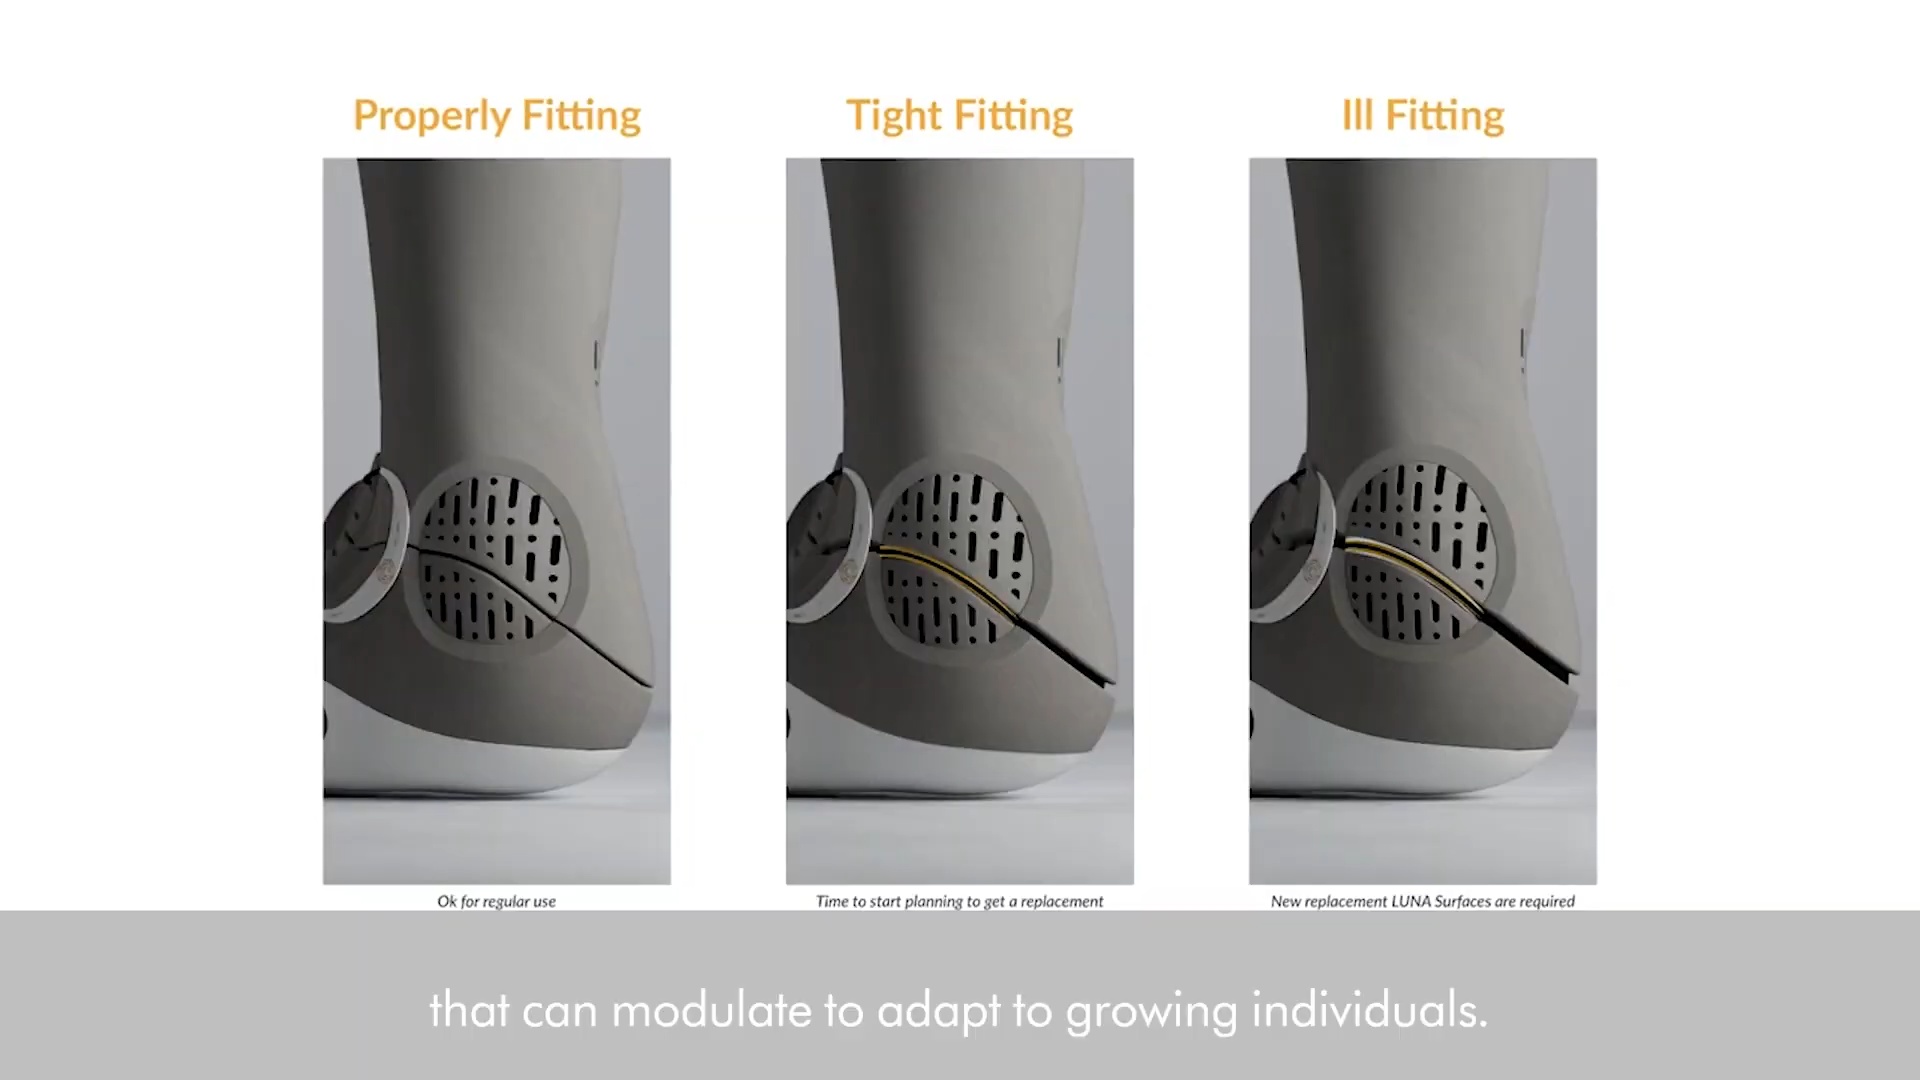 Properly Fitting
Tight Fitting
Ill Fitting
Ok for regular use
Time to start planning to get a replacement
New replacement LUNA Surfaces are required
that can modulate to adapt to growing individuals.